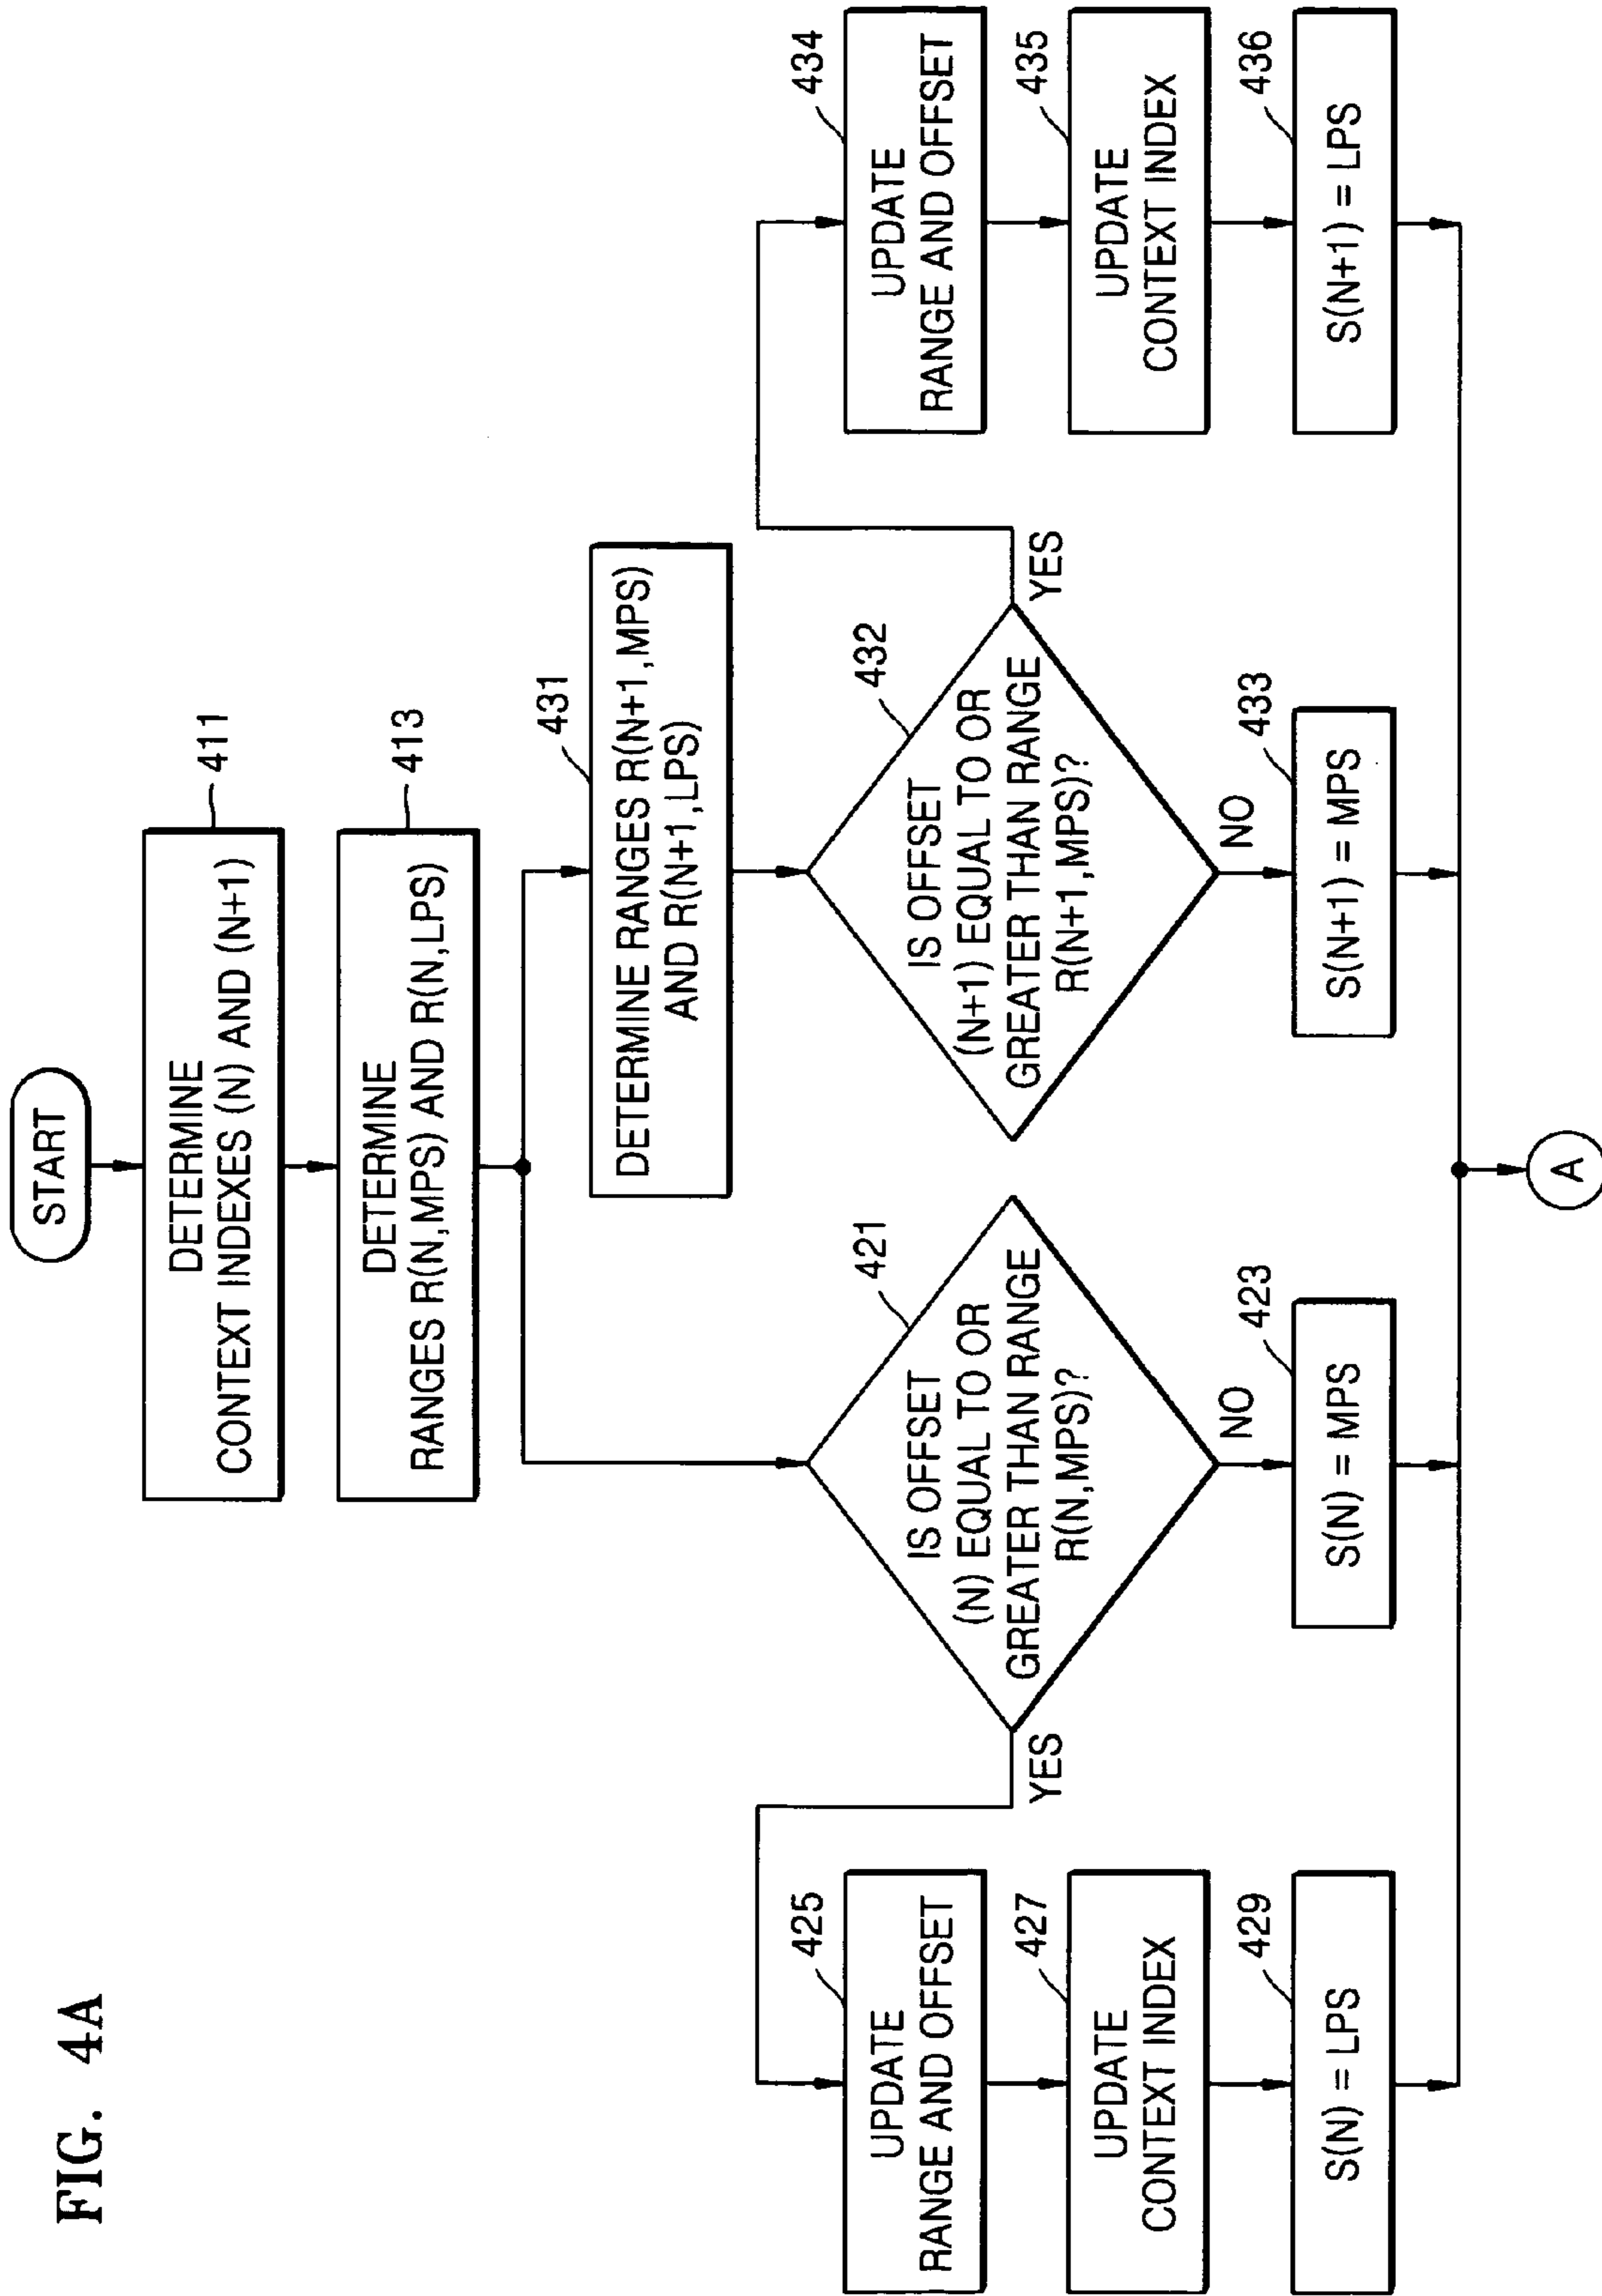 FIG. 4A
START
DETERMINE
CONTEXT INDEXES (N) AND (N+1)
411
DETERMINE
RANGES R(N,MPS) AND R(N,LPS)
413
DETERMINE RANGES R(N+1,MPS)
AND R(N+1,LPS)
431
IS OFFSET
(N) EQUAL TO OR
GREATER THAN RANGE
R(N,MPS)?
421
YES
NO
IS OFFSET
(N+1) EQUAL TO OR
GREATER THAN RANGE
R(N+1,MPS)?
432
YES
NO
UPDATE
RANGE AND OFFSET
425
UPDATE
CONTEXT INDEX
427
S(N) = LPS
429
S(N) = MPS
423
S(N+1) = MPS
433
UPDATE
RANGE AND OFFSET
434
UPDATE
CONTEXT INDEX
435
S(N+1) = LPS
436
A